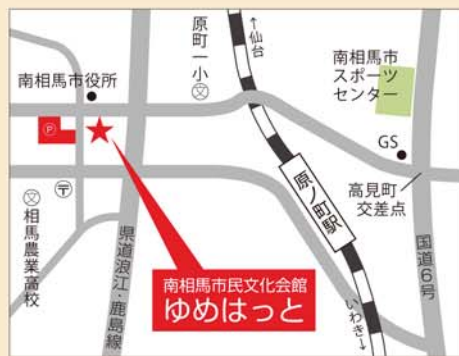 南相馬市役所
Ⓟ
〒
文
相馬農業高校
県道浪江・鹿島線
原町一小
文
←仙台
原ノ町駅
いわき→
南相馬市
スポーツ
センター
GS
高見町
交差点
国道6号
南相馬市民文化会館
ゆめはっと